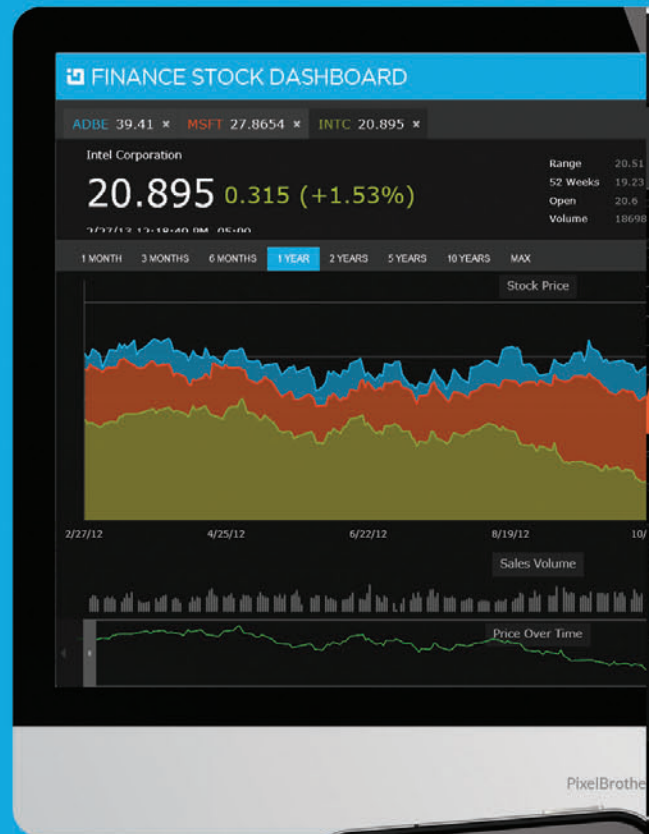 FINANCE STOCK DASHBOARD
ADBE 39.41 × MSFT 27.8654 × INTC 20.895 ×
Intel Corporation
20.895 0.315 (+1.53%)
Range 20.51
52 Weeks 19.23
Open 20.6
Volume 18698
1 MONTH 3 MONTHS 6 MONTHS 1 YEAR 2 YEARS 5 YEARS 10 YEARS MAX
Stock Price
2/27/12 4/25/12 6/22/12 8/19/12 10/
Sales Volume
Price Over Time
PixelBrothe